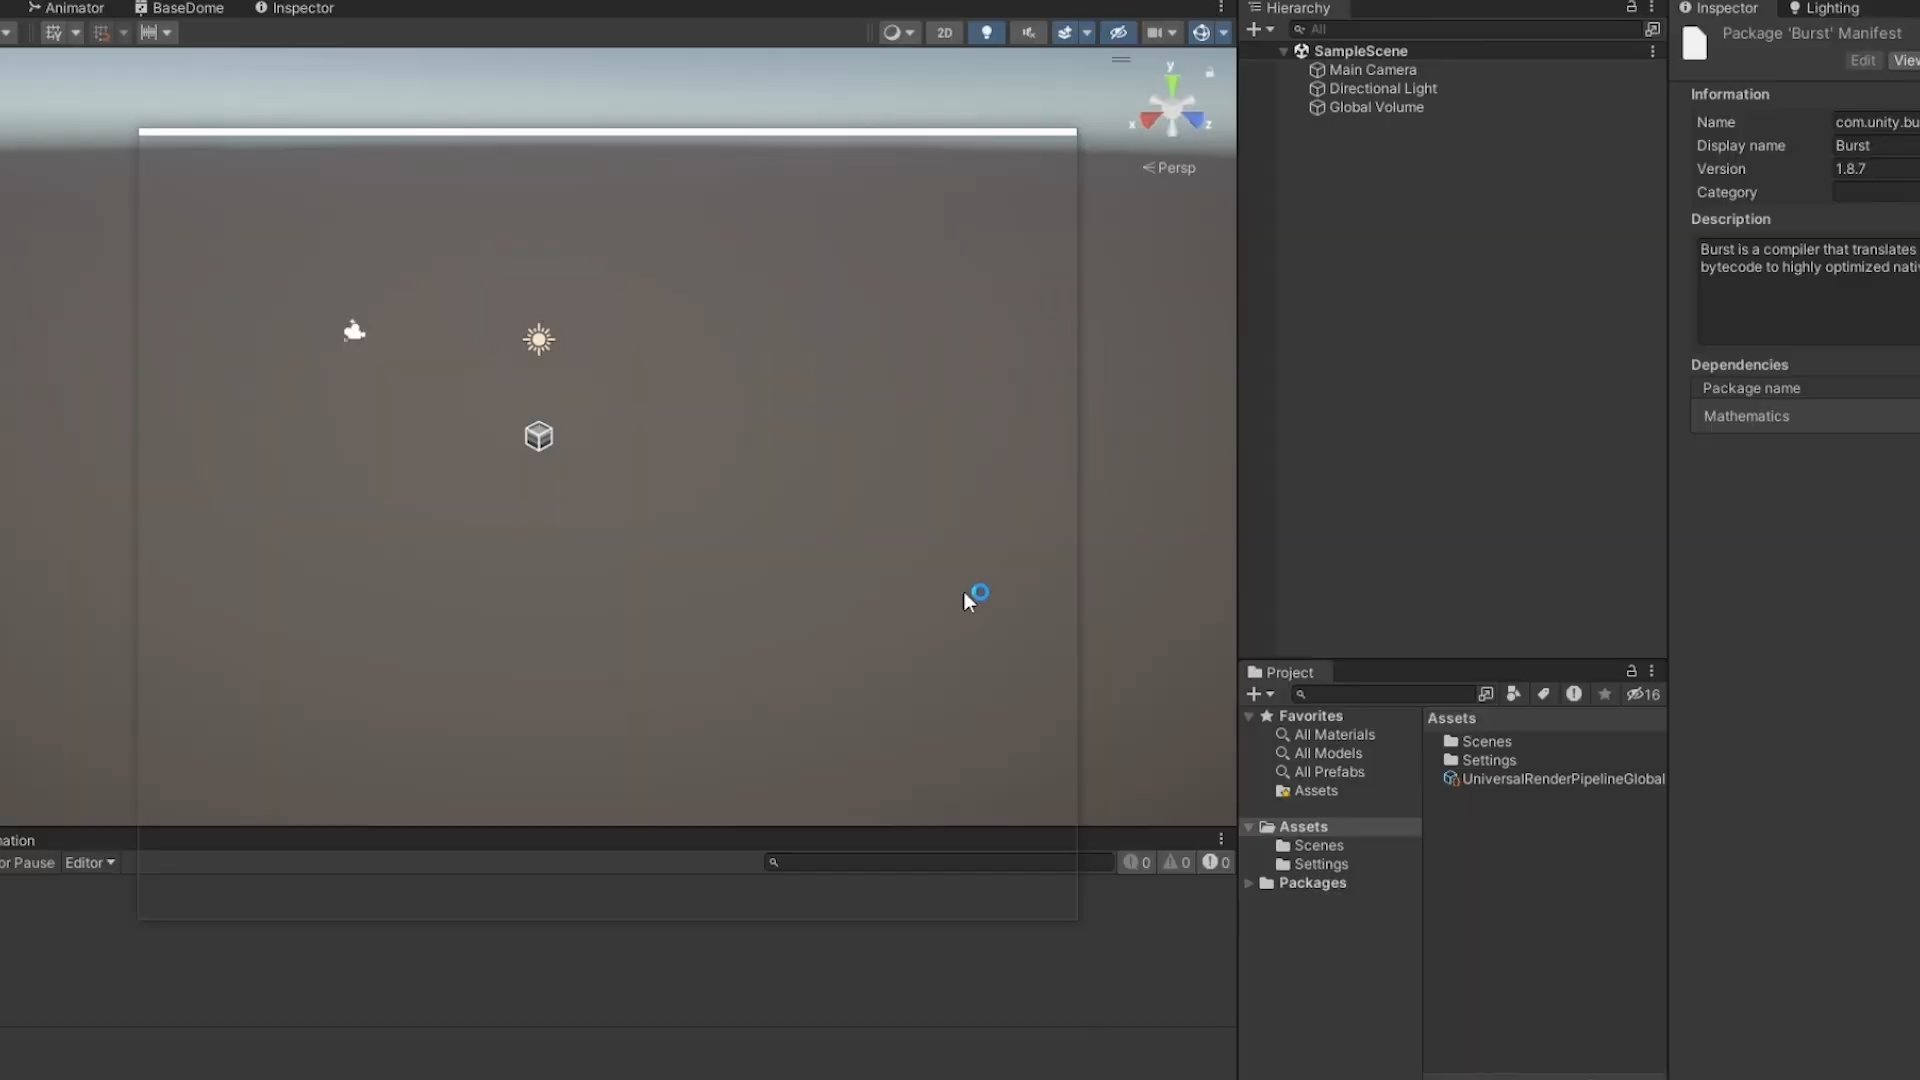 Animator
BaseDome
Inspector
2D
y
x
z
Persp
Hierarchy
All
SampleScene
Main Camera
Directional Light
Global Volume
Inspector
Lighting
Package 'Burst' Manifest
Edit
View
Information
Name
com.unity.bu
Display name
Burst
Version
1.8.7
Category
Description
Burst is a compiler that translates
bytecode to highly optimized nati
Dependencies
Package name
Mathematics
Project
16
Favorites
All Materials
All Models
All Prefabs
Assets
Assets
Scenes
Settings
Packages
Assets
Scenes
Settings
UniversalRenderPipelineGlobal
nation
or Pause
Editor
0
0
0